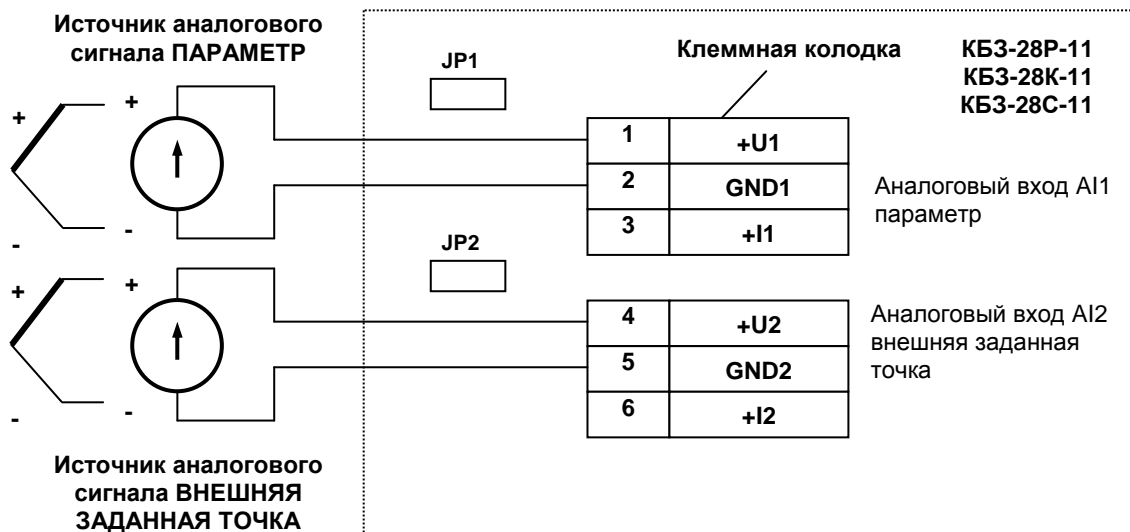 Источник аналогового
сигнала ПАРАМЕТР
JP1
Клеммная колодка
КБЗ-28Р-11
КБЗ-28К-11
КБЗ-28С-11
+
+
-
-
1
+U1
2
GND1
3
+I1
Аналоговый вход AI1
параметр
JP2
+
+
-
-
4
+U2
5
GND2
6
+I2
Аналоговый вход AI2
внешняя заданная
точка
Источник аналогового
сигнала ВНЕШНЯЯ
ЗАДАННАЯ ТОЧКА